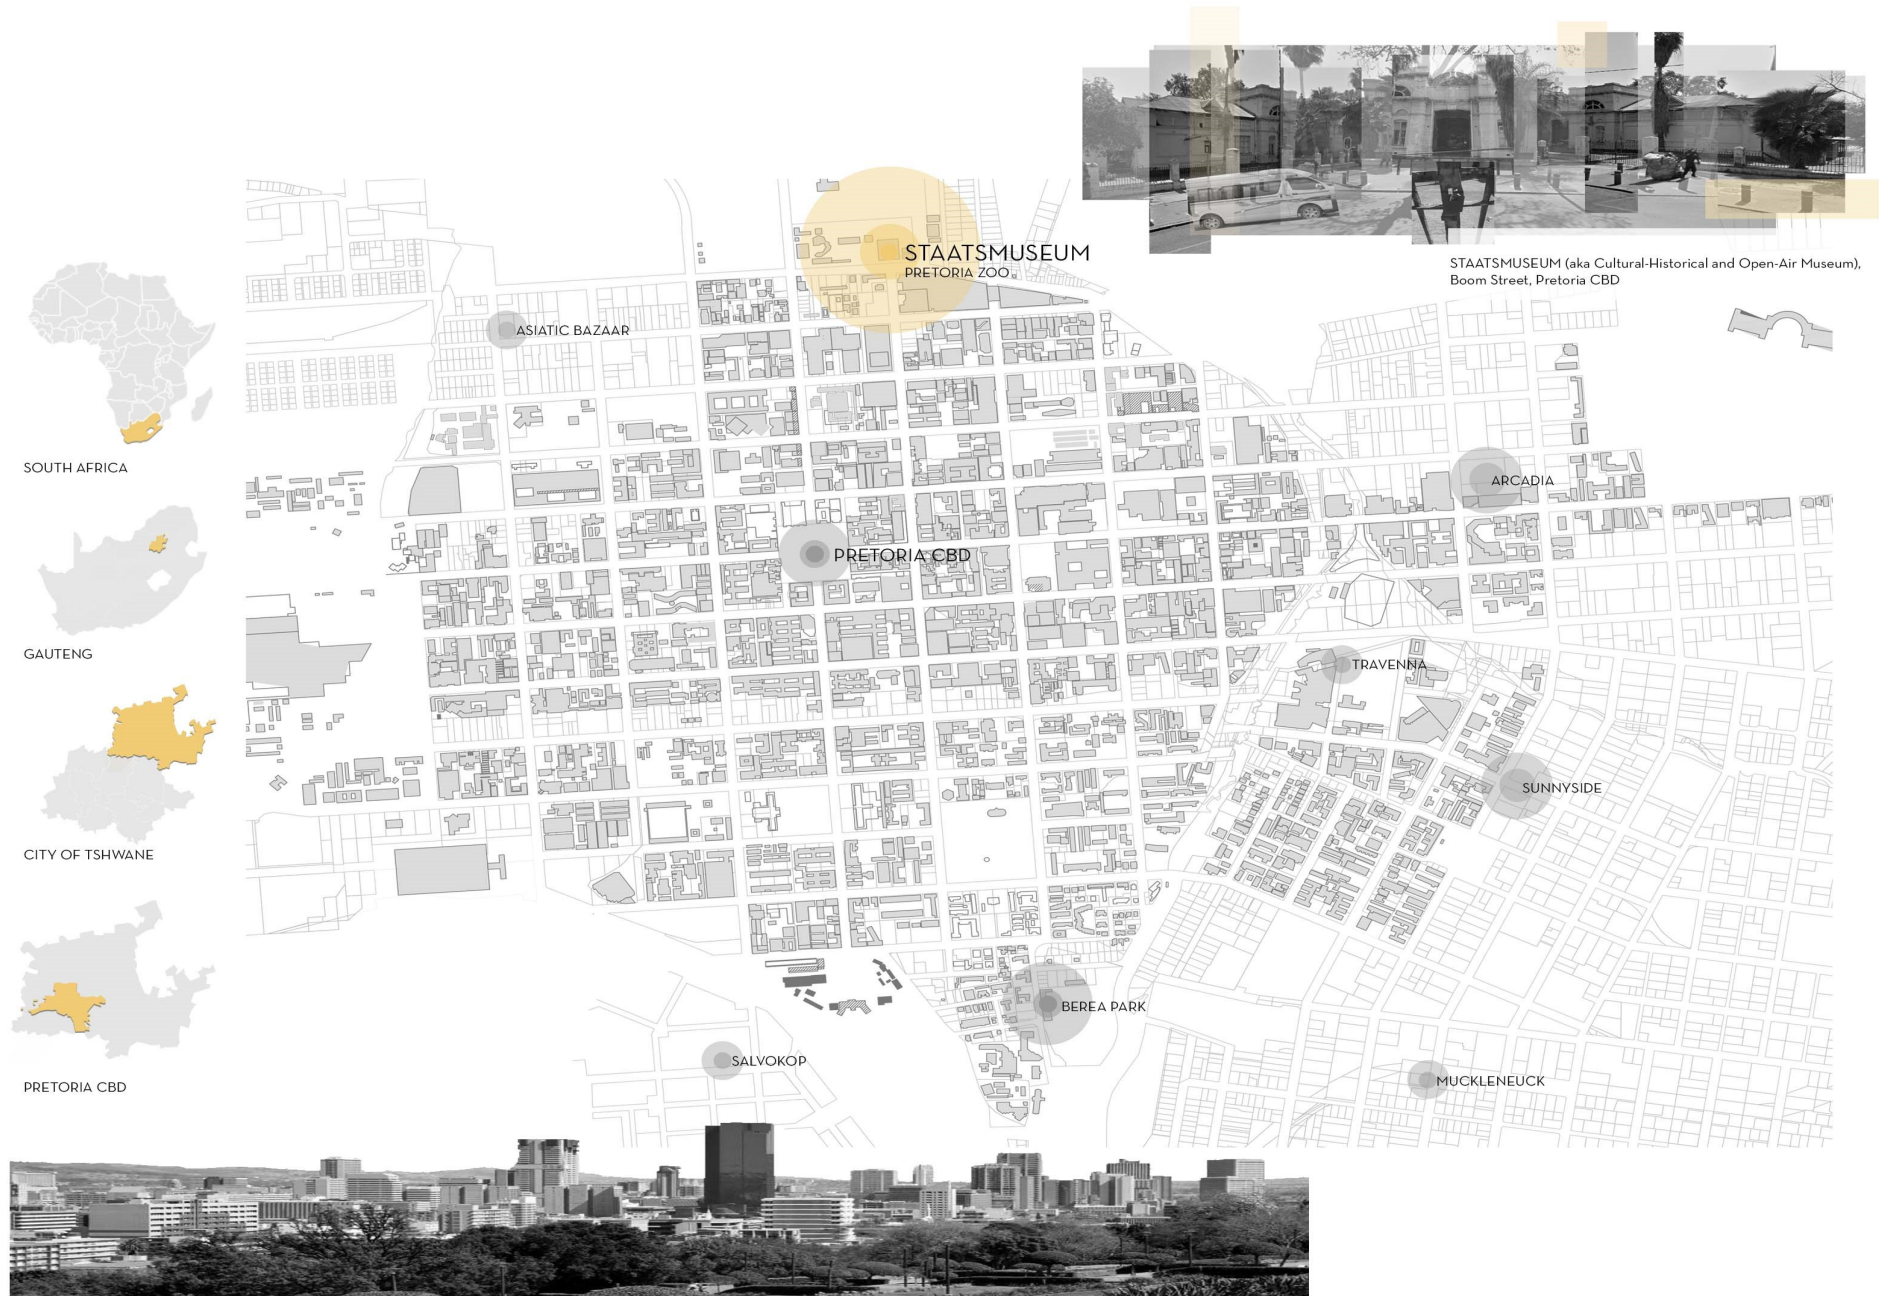 STAATSMUSEUM (aka Cultural-Historical and Open-Air Museum),
Boom Street, Pretoria CBD
STAATSMUSEUM
PRETORIA ZOO
ASIATIC BAZAAR
SOUTH AFRICA
ARCADIA
PRETORIA CBD
GAUTENG
TRAVENNA
SUNNYSIDE
CITY OF TSHWANE
BEREA PARK
SALVOKOP
MUCKLENEUCK
PRETORIA CBD